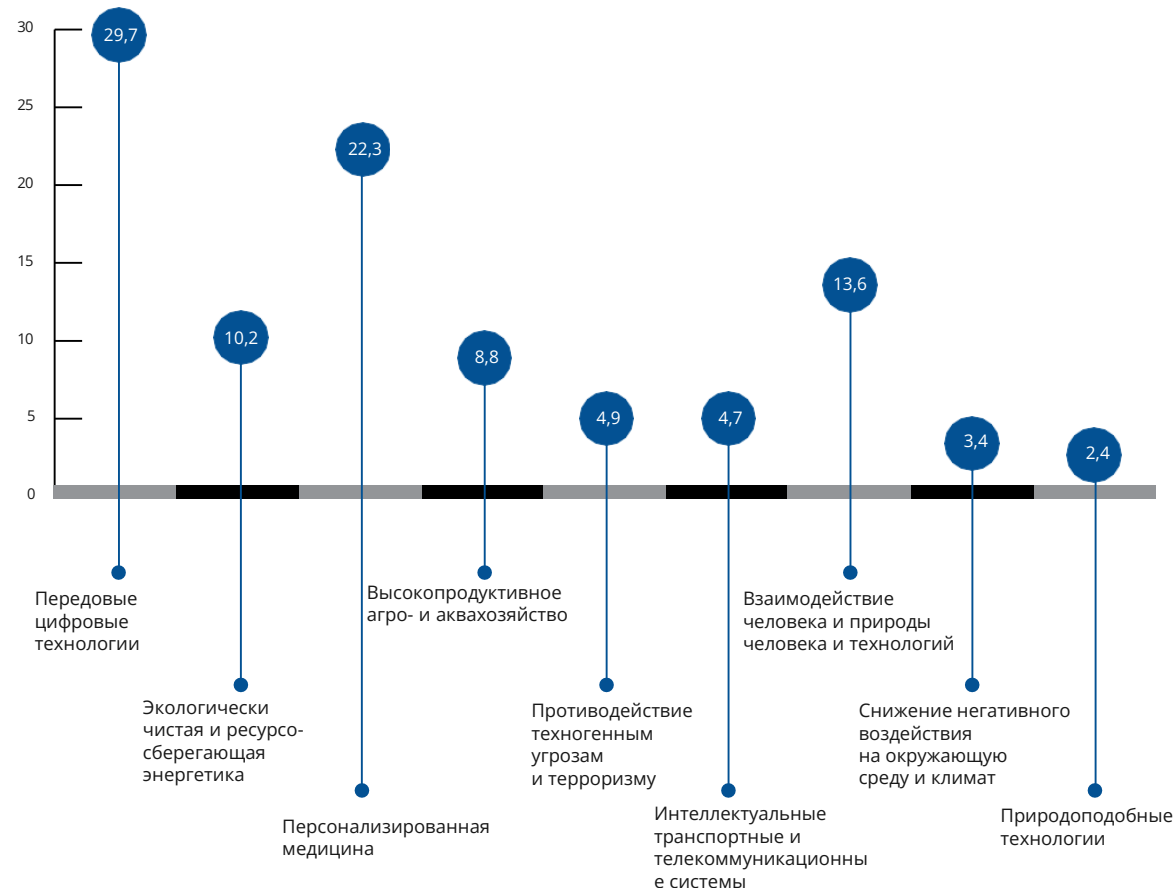 30
25
20
15
10
5
0
29,7
10,2
22,3
8,8
4,9
4,7
13,6
3,4
2,4
Передовые
цифровые
технологии
Экологически
чистая и ресурсо-
сберегающая
энергетика
Персонализированная
медицина
Высокопродуктивное
агро- и аквахозяйство
Противодействие
техногенным
угрозам
и терроризму
Интеллектуальные
транспортные и
телекоммуникационны
е системы
Взаимодействие
человека и природы
человека и технологий
Снижение негативного
воздействия
на окружающую
среду и климат
Природоподобные
технологии